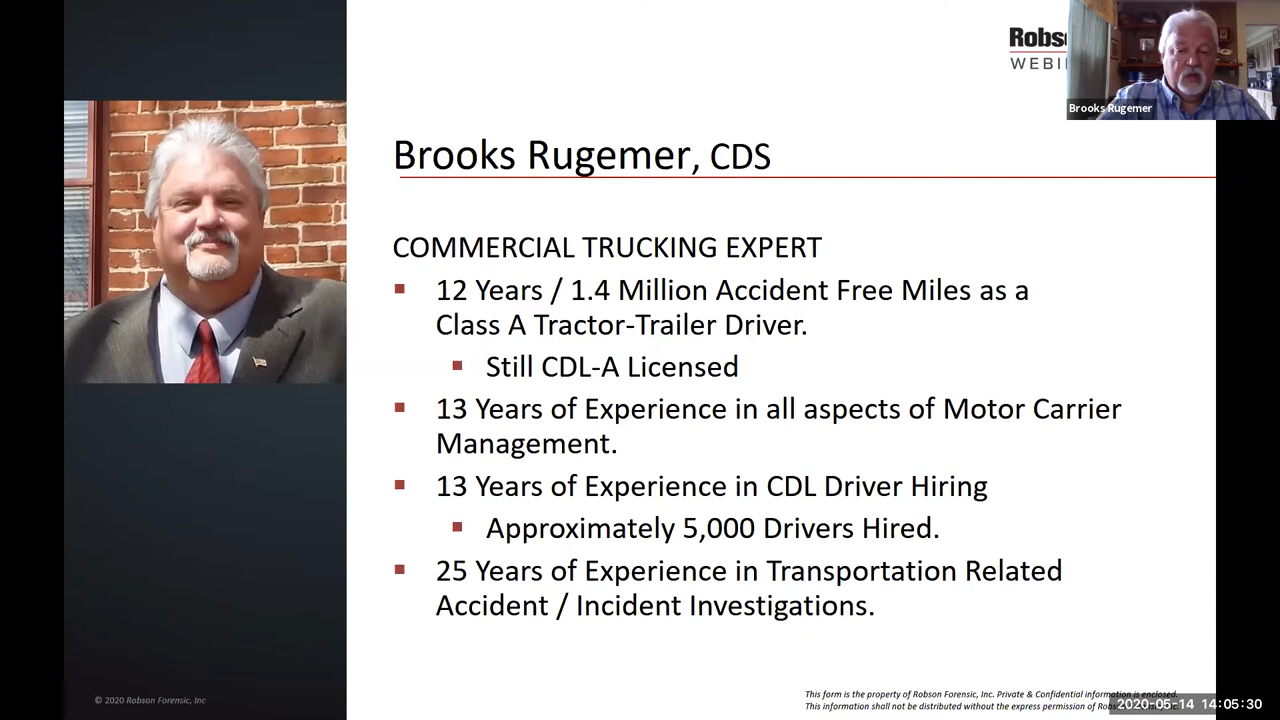 Robs
WEBI
Brooks Rugemer
Brooks Rugemer, CDS
COMMERCIAL TRUCKING EXPERT
▪ 12 Years / 1.4 Million Accident Free Miles as a
Class A Tractor-Trailer Driver.
▪ Still CDL-A Licensed
▪ 13 Years of Experience in all aspects of Motor Carrier
Management.
▪ 13 Years of Experience in CDL Driver Hiring
▪ Approximately 5,000 Drivers Hired.
▪ 25 Years of Experience in Transportation Related
Accident / Incident Investigations.
© 2020 Robson Forensic, Inc
This form is the property of Robson Forensic, Inc. Private & Confidential information is enclosed.
This information shall not be distributed without the express permission of
2020-05-14 14:05:30